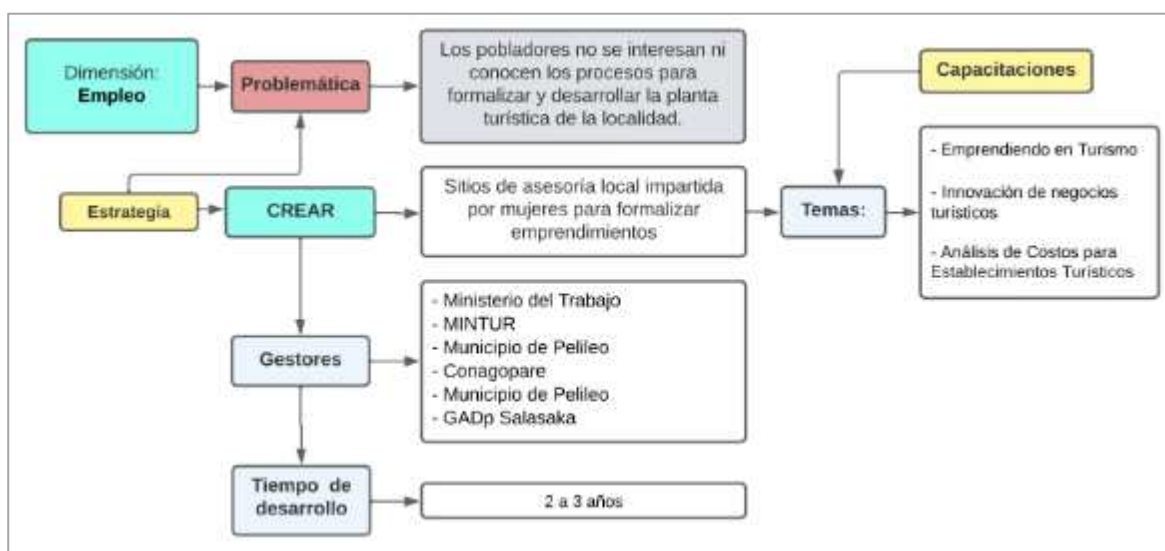 Dimensión:
Empleo
Problemática
Los pobladores no se interesan ni
conocen los procesos para
formalizar y desarrollar la planta
turística de la localidad.
Capacitaciones
Estrategia
CREAR
Sitios de asesoría local impartida
por mujeres para formalizar
emprendimientos
Temas:
- Emprendiendo en Turismo
- Innovación de negocios
turísticos
- Análisis de Costos para
Establecimientos Turísticos
Gestores
- Ministerio del Trabajo
- MINTUR
- Municipio de Pelileo
- Conagopare
- Municipio de Pelileo
- GADp Salasaka
Tiempo de
desarrollo
2 a 3 años